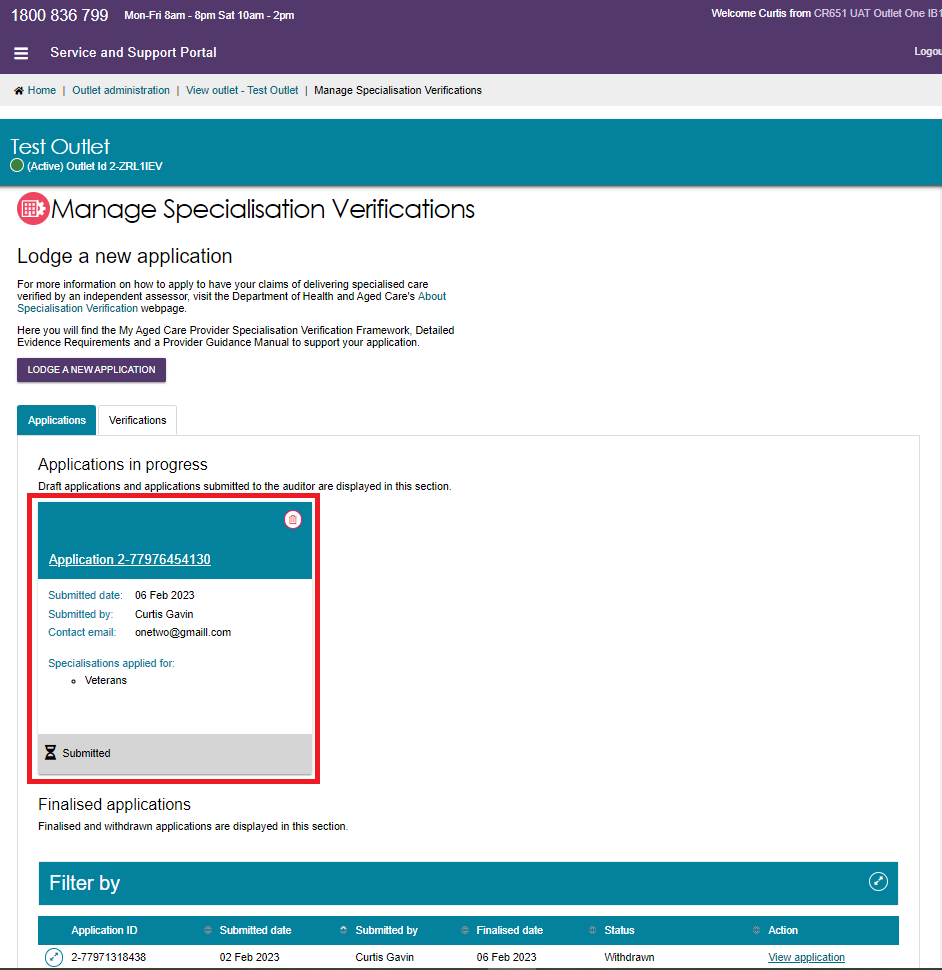 1800 836 799 Mon-Fri 8am - 8pm Sat 10am - 2pm
Welcome Curtis from CR651 UAT Outlet One IB1
Service and Support Portal
Logou
Home | Outlet administration | View outlet - Test Outlet | Manage Specialisation Verifications
Test Outlet
(Active) Outlet Id 2-ZRL1IEV
Manage Specialisation Verifications
Lodge a new application
For more information on how to apply to have your claims of delivering specialised care
verified by an independent assessor, visit the Department of Health and Aged Care's About
Specialisation Verification webpage.
Here you will find the My Aged Care Provider Specialisation Verification Framework, Detailed
Evidence Requirements and a Provider Guidance Manual to support your application.
LODGE A NEW APPLICATION
Applications Verifications
Applications in progress
Draft applications and applications submitted to the auditor are displayed in this section.
Application 2-77976454130
Submitted date: 06 Feb 2023
Submitted by: Curtis Gavin
Contact email: onetwo@gmaill.com
Specialisations applied for:
Veterans
Submitted
Finalised applications
Finalised and withdrawn applications are displayed in this section.
Filter by
Application ID Submitted date Submitted by Finalised date Status Action
2-77971318438 02 Feb 2023 Curtis Gavin 06 Feb 2023 Withdrawn View application